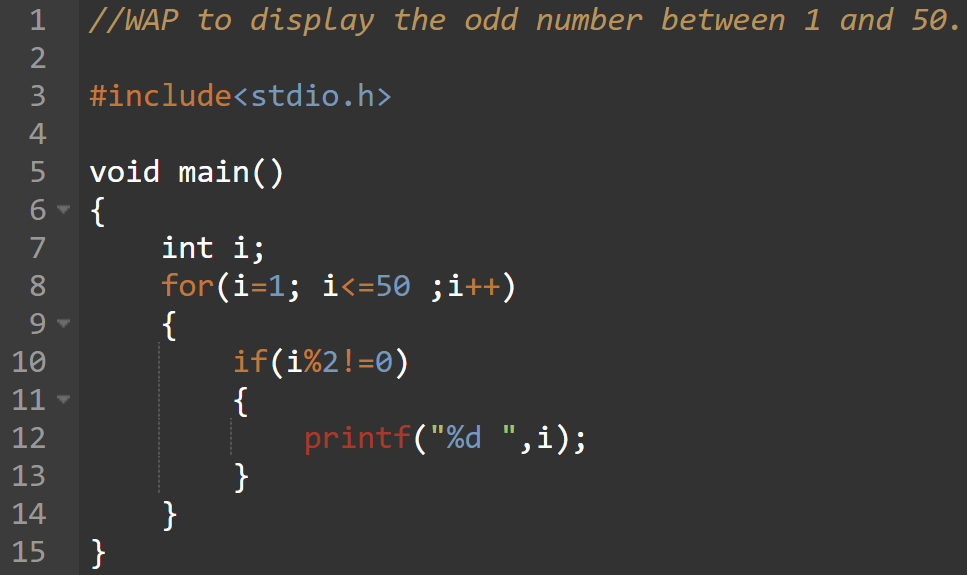 1 //WAP to display the odd number between 1 and 50.
2
3 #include<stdio.h>
4
5 void main()
6 {
7     int i;
8     for(i=1; i<=50 ;i++)
9     {
10         if(i%2!=0)
11         {
12             printf("%d ",i);
13         }
14     }
15 }